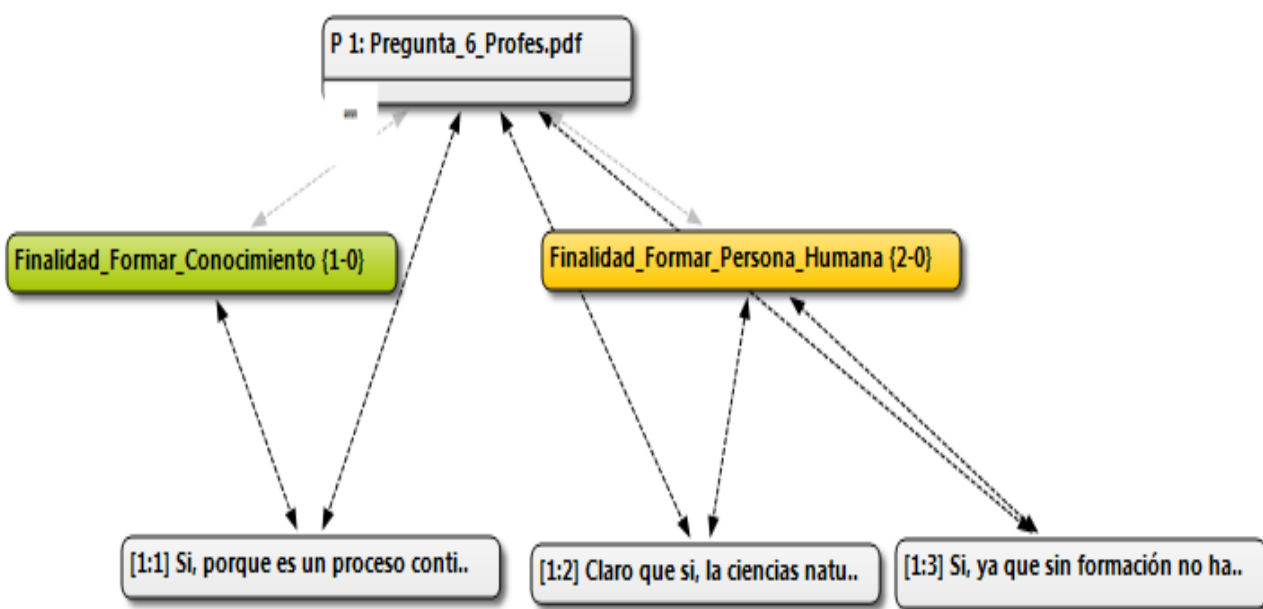 P 1: Pregunta_6_Profes.pdf
Finalidad_Formar_Conocimiento {1-0}
Finalidad_Formar_Persona_Humana {2-0}
[1:1] Si, porque es un proceso conti..
[1:2] Claro que si, la ciencias natu..
[1:3] Si, ya que sin formación no ha..